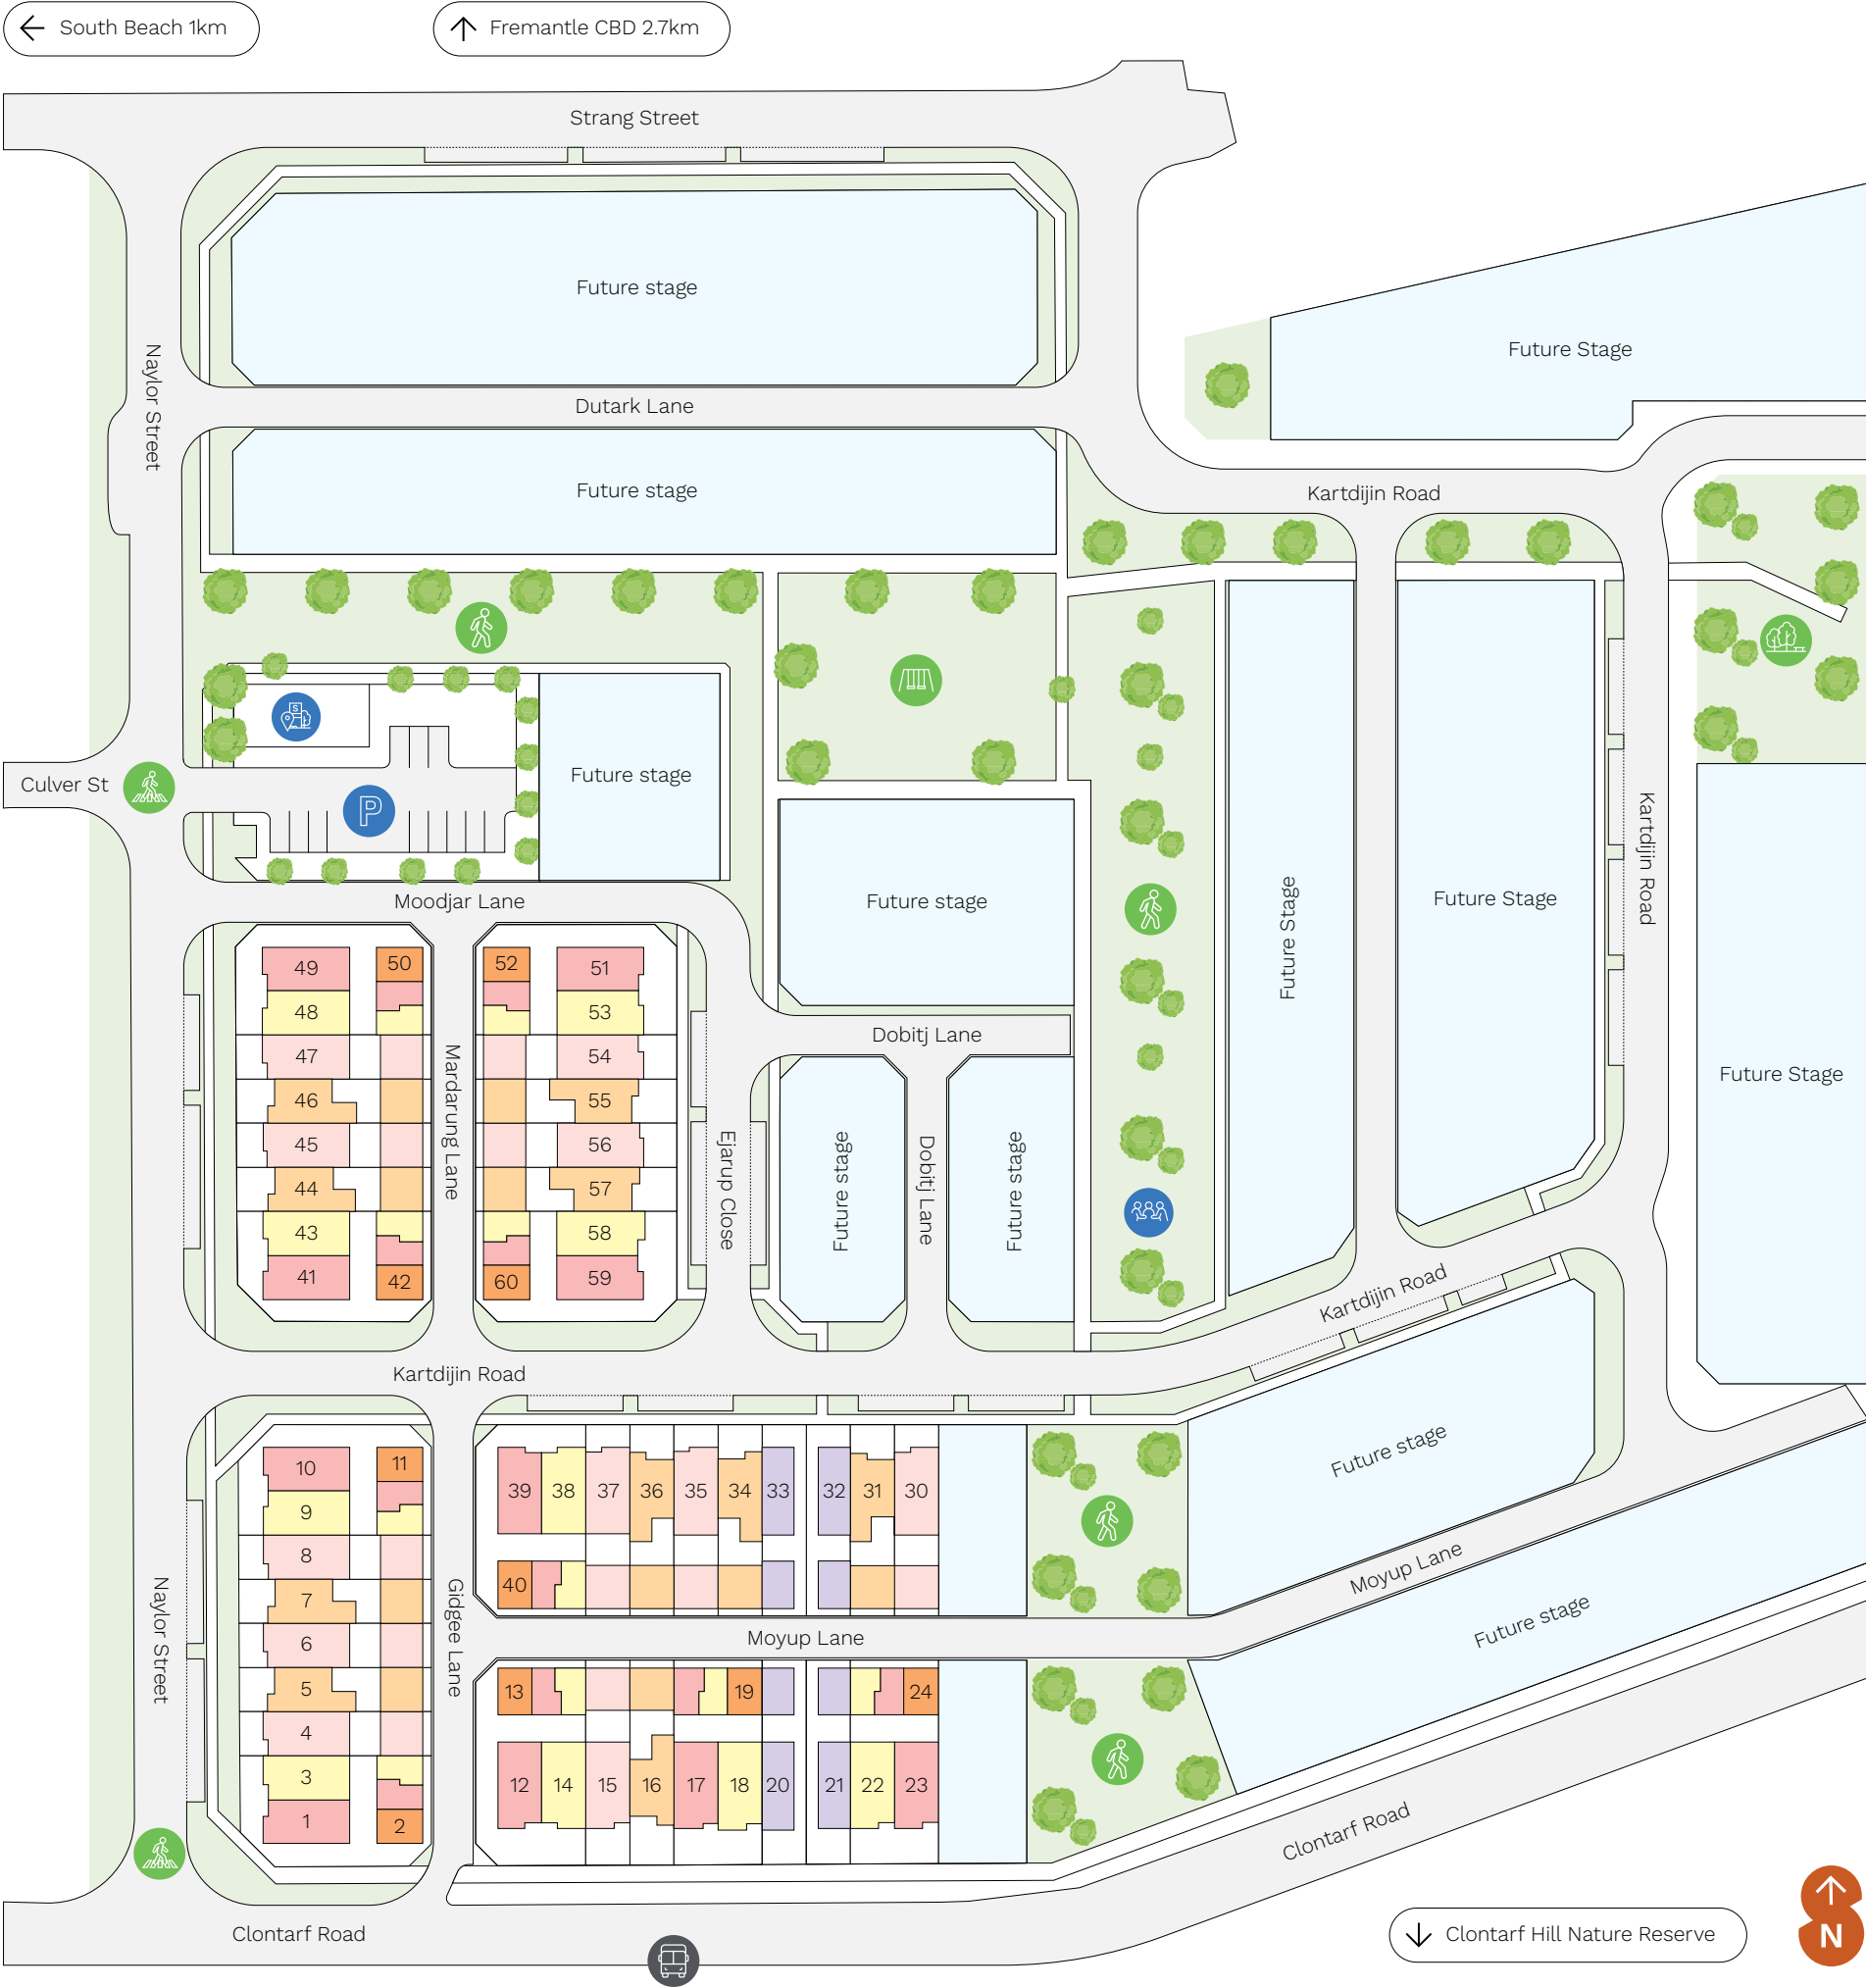 South Beach 1km
Fremantle CBD 2.7km
Strang Street
Future stage
Naylor Street
Future Stage
Dutark Lane
Future stage
Kartdijin Road
S
Future stage
Culver St
P
Kartdijin Road
Moodjar Lane
Future stage
Future Stage
Future Stage
49 50 52 51
48 53
47 54
Dobitj Lane
Mardarung Lane
46 55
Future Stage
45 56
Ejarup Close
Future stage
Dobitj Lane
Future stage
44 57
43 58
41 42 60 59
Kartdijin Road
Kartdijin Road
10 11
39 38 37 36 35 34 33 32 31 30
Future stage
9
8
40
Moyup Lane
7
Naylor Street
Gidgee Lane
6
Moyup Lane
Future stage
5
13 19 24
4
3
12 14 15 16 17 18 20 21 22 23
1 2
Clontarf Road
Clontarf Road
Clontarf Hill Nature Reserve
N